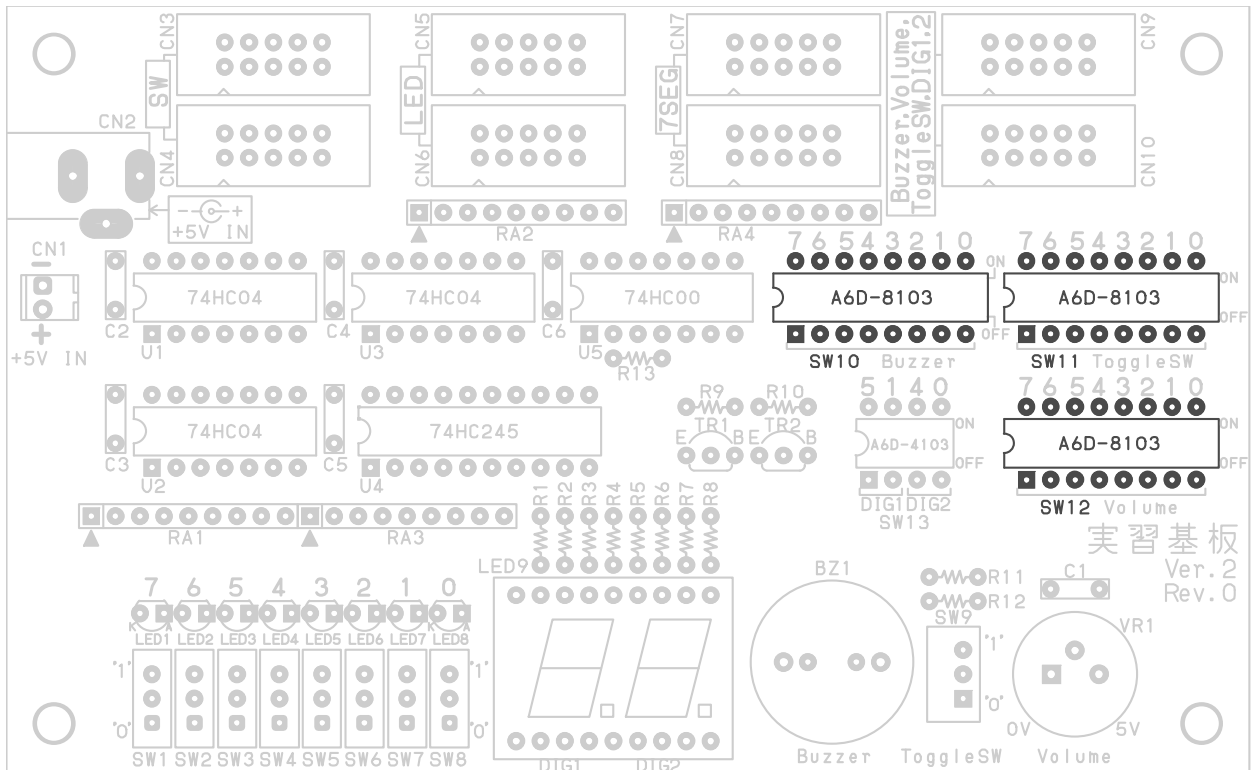 CN3
CN5
CN7
CN9
SW
LED
7SEG
Buzzer,Volume,
ToggleSW,DIG1,2
CN2
CN4
CN6
CN8
CN10
- +
+5V IN
RA2
RA4
CN1
-
+
+5V IN
7 6 5 4 3 2 1 0
7 6 5 4 3 2 1 0
C2
74HC04
U1
C4
74HC04
U3
C6
74HC00
U5
R13
A6D-8103
ON
OFF
SW10 Buzzer
A6D-8103
ON
OFF
SW11 ToggleSW
C3
74HC04
U2
C5
74HC245
U4
R9
R10
E TR1 B
E TR2 B
5 1 4 0
A6D-4103
ON
OFF
DIG1 DIG2
SW13
7 6 5 4 3 2 1 0
A6D-8103
ON
OFF
SW12 Volume
R1 R2 R3 R4 R5 R6 R7 R8
RA1
RA3
実習基板
Ver.2
Rev.0
LED9
BZ1
R11
R12
C1
7 6 5 4 3 2 1 0
K A
K A
LED1 LED2 LED3 LED4 LED5 LED6 LED7 LED8
SW9
VR1
'1'
'0'
'1'
'0'
'1'
'0'
0V
5V
SW1 SW2 SW3 SW4 SW5 SW6 SW7 SW8
DIG1
DIG2
Buzzer
ToggleSW
Volume